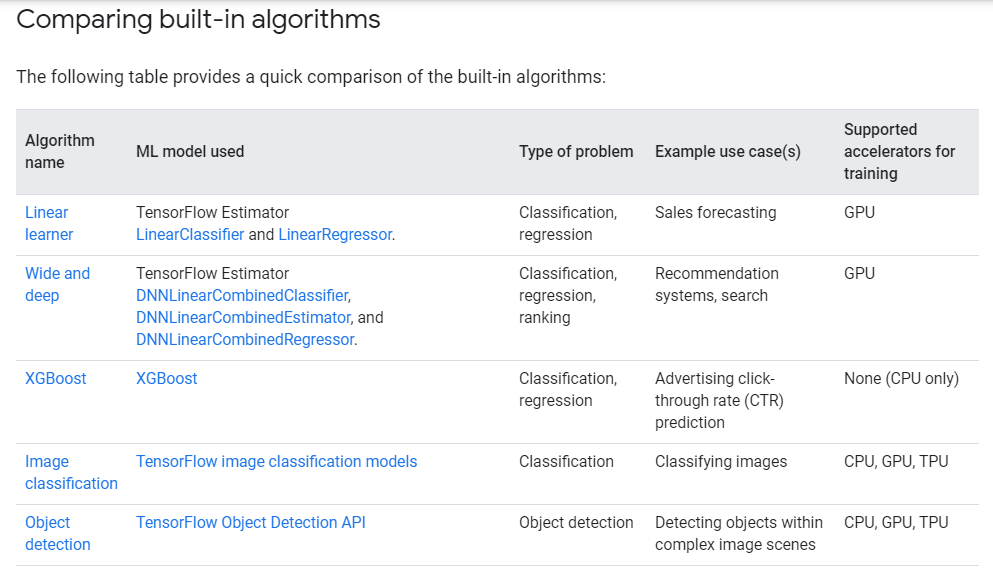 Comparing built-in algorithms
The following table provides a quick comparison of the built-in algorithms:
Algorithm
name
ML model used
Type of problem
Example use case(s)
Supported
accelerators for
training
Linear
learner
TensorFlow Estimator
LinearClassifier and LinearRegressor.
Classification,
regression
Sales forecasting
GPU
Wide and
deep
TensorFlow Estimator
DNNLinearCombinedClassifier,
DNNLinearCombinedEstimator, and
DNNLinearCombinedRegressor.
Classification,
regression,
ranking
Recommendation
systems, search
GPU
XGBoost
XGBoost
Classification,
regression
Advertising click-
through rate (CTR)
prediction
None (CPU only)
Image
classification
TensorFlow image classification models
Classification
Classifying images
CPU, GPU, TPU
Object
detection
TensorFlow Object Detection API
Object detection
Detecting objects within
complex image scenes
CPU, GPU, TPU